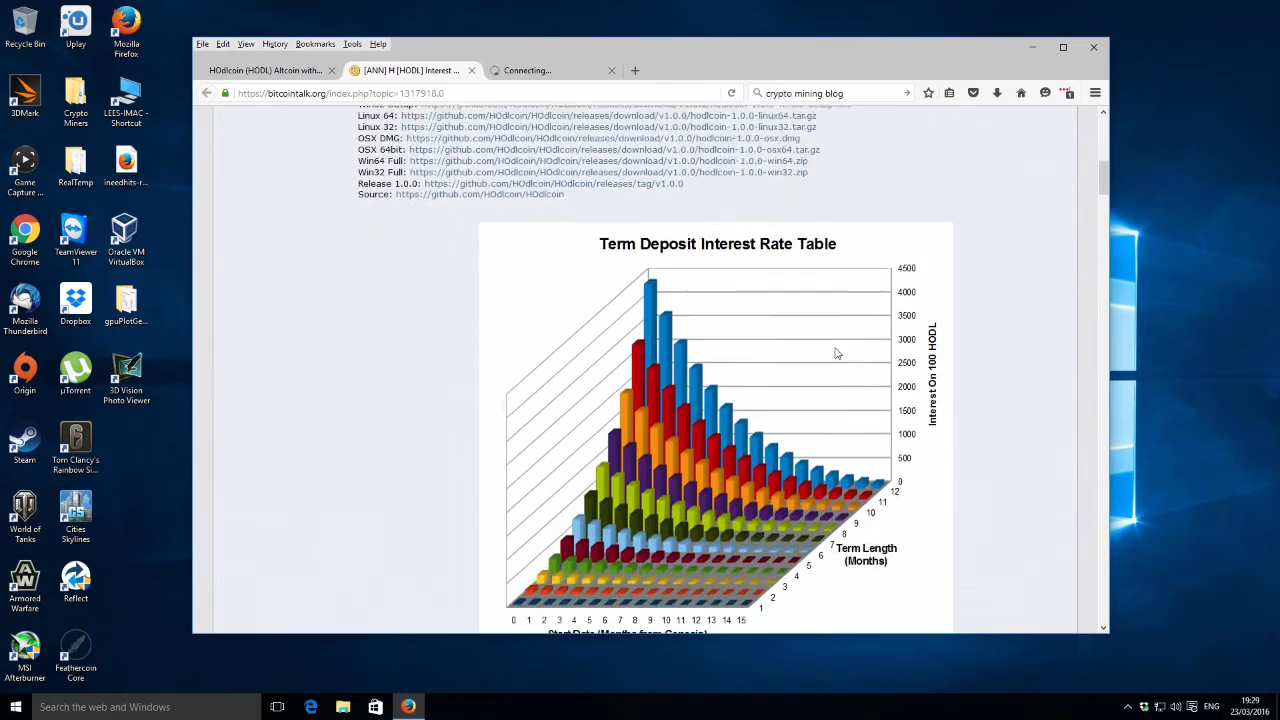 File Edit View History Bookmarks Tools Help
HOdlcoin (HODL) Altcoin with...
[ANN] H [HODL] Interest ...
Connecting...
https://bitcointalk.org/index.php?topic=1317918.0
crypto mining blog
Linux 64: https://github.com/HOdlcoin/HOdlcoin/releases/download/v1.0.0/hodlcoin-1.0.0-linux64.tar.gz
Linux 32: https://github.com/HOdlcoin/HOdlcoin/releases/download/v1.0.0/hodlcoin-1.0.0-linux32.tar.gz
OSX DMG: https://github.com/HOdlcoin/HOdlcoin/releases/download/v1.0.0/hodlcoin-1.0.0-osx.dmg
OSX 64bit: https://github.com/HOdlcoin/HOdlcoin/releases/download/v1.0.0/hodlcoin-1.0.0-osx64.tar.gz
Win64 Full: https://github.com/HOdlcoin/HOdlcoin/releases/download/v1.0.0/hodlcoin-1.0.0-win64.zip
Win32 Full: https://github.com/HOdlcoin/HOdlcoin/releases/download/v1.0.0/hodlcoin-1.0.0-win32.zip
Release 1.0.0: https://github.com/HOdlcoin/HOdlcoin/releases/tag/v1.0.0
Source: https://github.com/HOdlcoin/HOdlcoin
Term Deposit Interest Rate Table
4500
4000
3500
3000
2500
2000
1500
1000
500
0
Interest On 100 HODL
12
11
10
9
8
7
6
5
4
3
2
1
Term Length
(Months)
0 1 2 3 4 5 6 7 8 9 10 11 12 13 14 15
Start Date (Months from Genesis)
Recycle Bin
Uplay
Mozilla
Firefox
3DMark
Crypto
Miners
LEES-IMAC -
Shortcut
Game
Capture ...
RealTemp
ineedhits-r...
Google
Chrome
TeamViewer
11
Oracle VM
VirtualBox
Mozilla
Thunderbird
Dropbox
gpuPlotGe...
Origin
µTorrent
3D Vision
Photo Viewer
Steam
Tom Clancy's
Rainbow Si...
World of
Tanks
Cities
Skylines
Armored
Warfare
Reflect
MSI
Afterburner
Feathercoin
Core
Search the web and Windows
ENG
19:29
23/03/2016